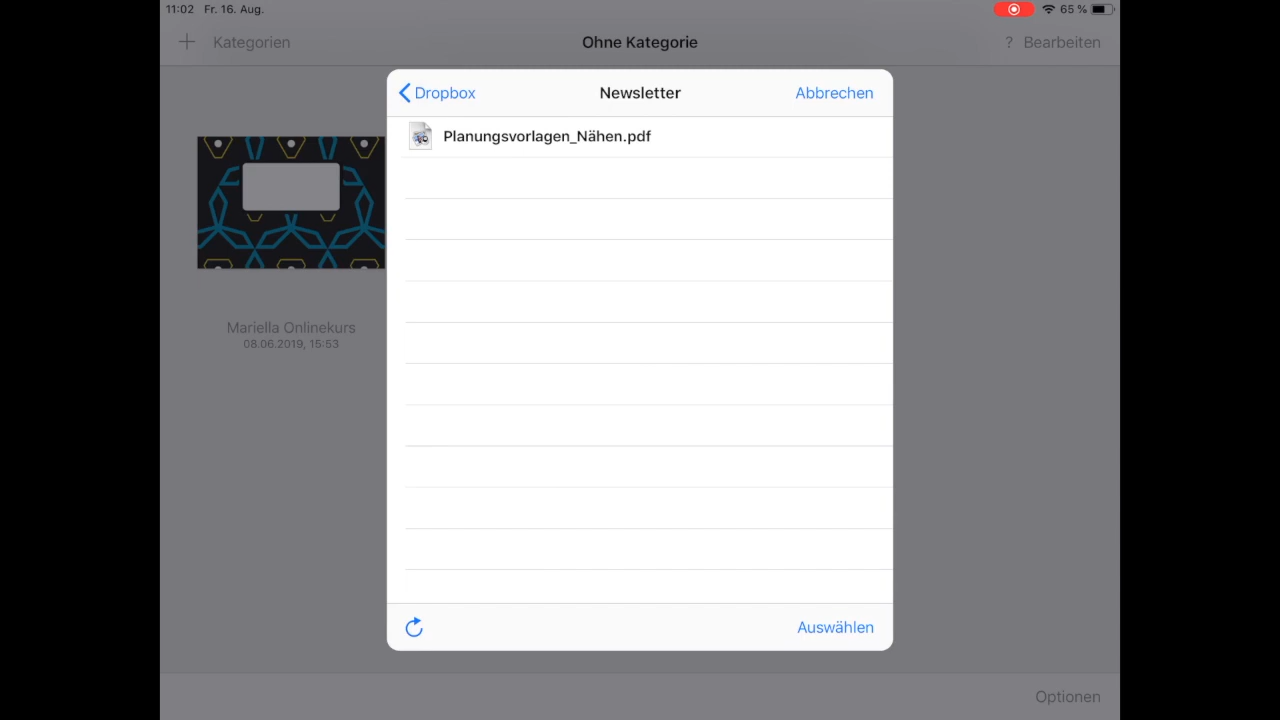 11:02 Fr. 16. Aug. 65 %
Kategorien Ohne Kategorie ? Bearbeiten
Dropbox Newsletter Abbrechen
Planungsvorlagen_Nähen.pdf
Mariella Onlinekurs
08.06.2019, 15:53
Auswählen
Optionen